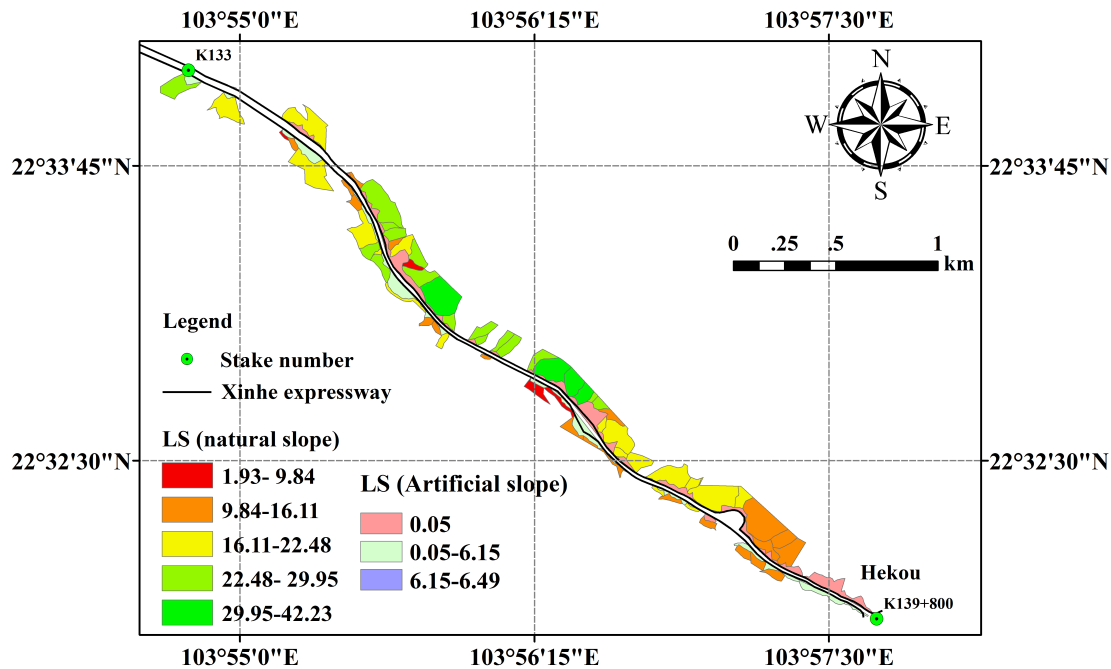 103°55'0"E 103°56'15"E 103°57'30"E
K133
N
W E
S
22°33'45"N 22°33'45"N
0 .25 .5 1
km
Legend
Stake number
Xinhe expressway
LS (natural slope)
1.93- 9.84
9.84-16.11
16.11-22.48
22.48- 29.95
29.95-42.23
22°32'30"N 22°32'30"N
LS (Artificial slope)
0.05
0.05-6.15
6.15-6.49
Hekou
K139+800
103°55'0"E 103°56'15"E 103°57'30"E